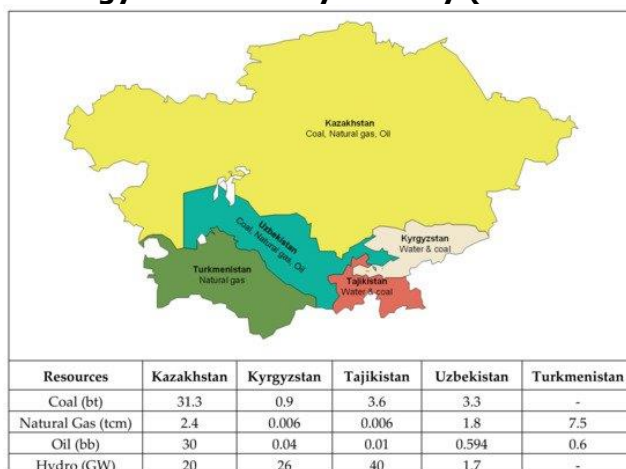 Kazakhstan
Coal, Natural gas, Oil
Uzbekistan
Coal, Natural gas, Oil
Kyrgyzstan
Water & coal
Turkmenistan
Natural gas
Tajikistan
Water & coal
Resources Kazakhstan Kyrgyzstan Tajikistan Uzbekistan Turkmenistan
Coal (bt) 31.3 0.9 3.6 3.3 -
Natural Gas (tcm) 2.4 0.006 0.006 1.8 7.5
Oil (bb) 30 0.04 0.01 0.594 0.6
Hydro (GW) 20 26 40 1.7 -